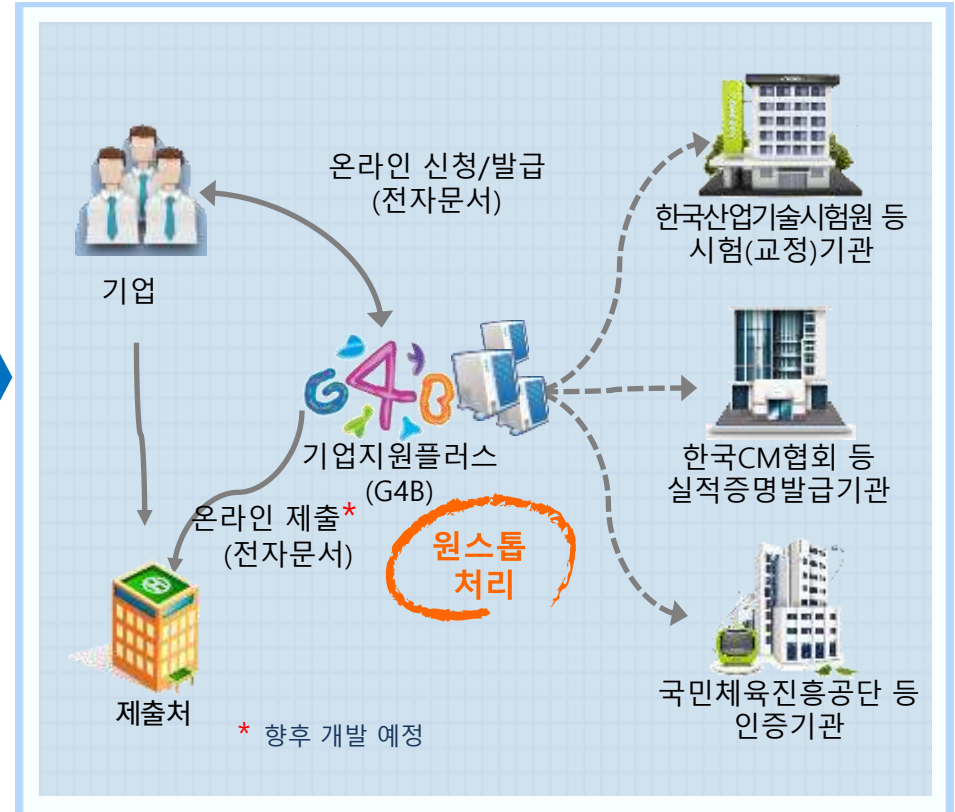 온라인 신청/발급
(전자문서)
기업
한국산업기술시험원 등
시험(교정)기관
G4B
기업지원플러스
(G4B)
한국CM협회 등
실적증명발급기관
온라인 제출*
(전자문서)
원스톱
처리
제출처
* 향후 개발 예정
국민체육진흥공단 등
인증기관